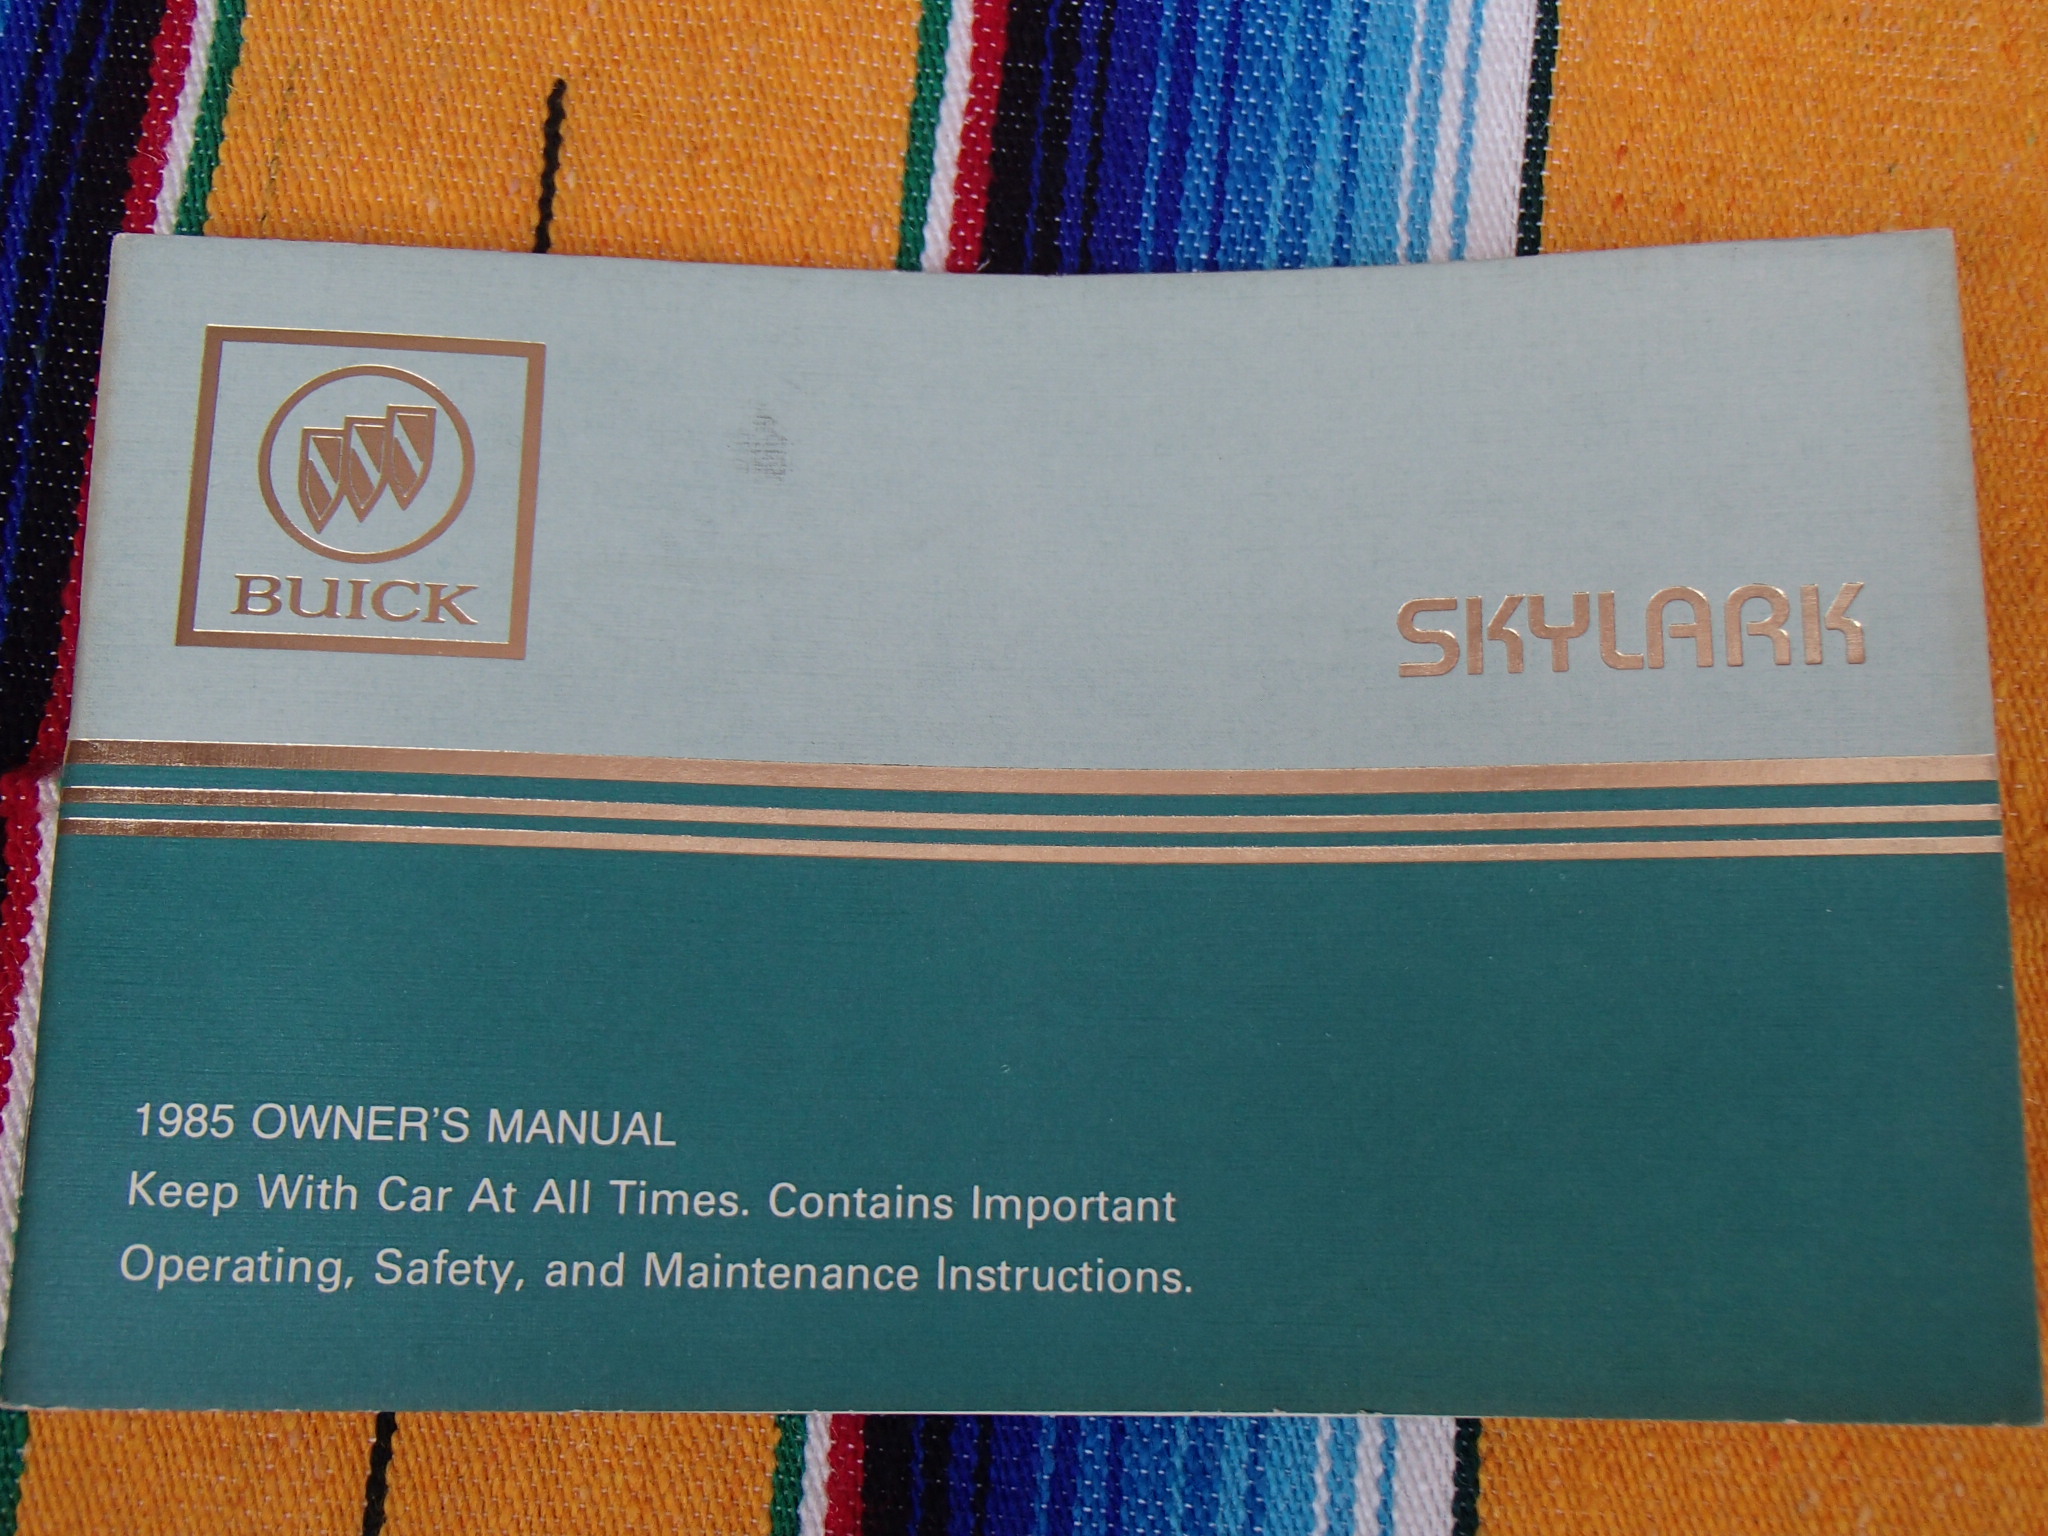 BUICK
SKYLARK
1985 OWNER'S MANUAL
Keep With Car At All Times. Contains Important
Operating, Safety, and Maintenance Instructions.